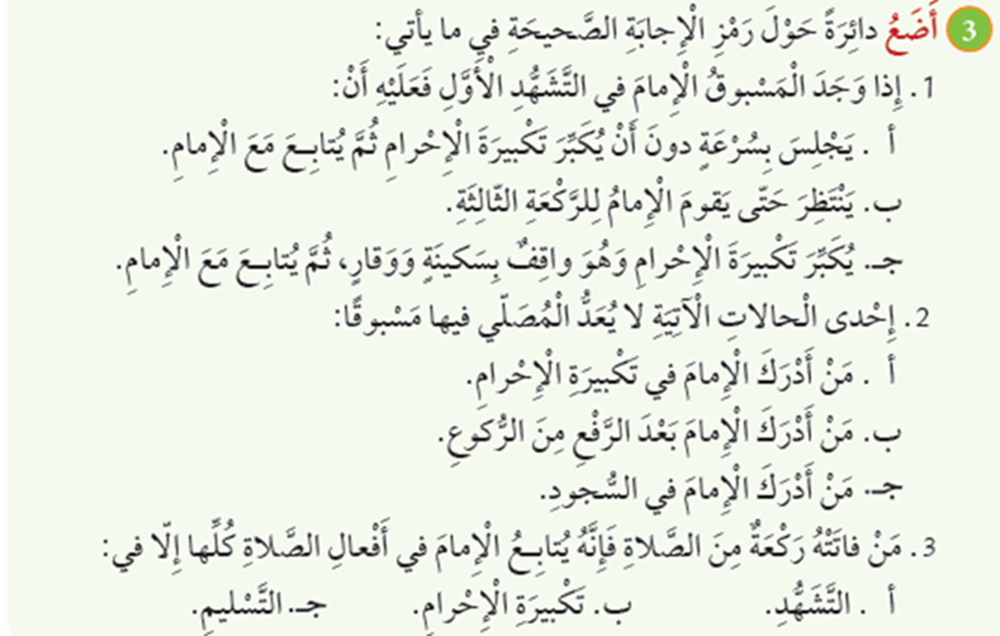 3 أَضَعُ دائِرَةً حَوْلَ رَمْزِ الْإِجابَةِ الصَّحيحَةِ في ما يأتي:
1. إِذا وَجَدَ الْمَسْبوقُ الْإِمامَ في التَّشَهُّدِ الْأَوَّلِ فَعَلَيْهِ أَنْ:
أ . يَجْلِسَ بِسُرْعَةٍ دونَ أَنْ يُكَبِّرَ تَكْبيرَةَ الْإِحْرامِ ثُمَّ يُتابِعَ مَعَ الْإِمامِ.
ب. يَنْتَظِرَ حَتّى يَقومَ الْإِمامُ لِلرَّكْعَةِ الثّالِثَةِ.
جـ. يُكَبِّرَ تَكْبيرَةَ الْإِحْرامِ وَهُوَ واقِفٌ بِسَكينَةٍ وَوَقارٍ، ثُمَّ يُتابِعَ مَعَ الْإِمامِ.
2. إِحْدى الْحالاتِ الْآتِيَةِ لا يُعَدُّ الْمُصَلّي فيها مَسْبوقًا:
أ . مَنْ أَدْرَكَ الْإِمامَ في تَكْبيرَةِ الْإِحْرامِ.
ب. مَنْ أَدْرَكَ الْإِمامَ بَعْدَ الرَّفْعِ مِنَ الرُّكَوعِ.
جـ. مَنْ أَدْرَكَ الْإِمامَ في السُّجودِ.
3. مَنْ فاتَتْهُ رَكْعَةٌ مِنَ الصَّلاةِ فَإِنَّهُ يُتابِعُ الْإِمامَ في أَفْعالِ الصَّلاةِ كُلِّها إِلّا في:
أ . التَّشَهُّدِ. ب. تَكْبيرَةِ الْإِحْرامِ. جـ. التَّسْليمِ.